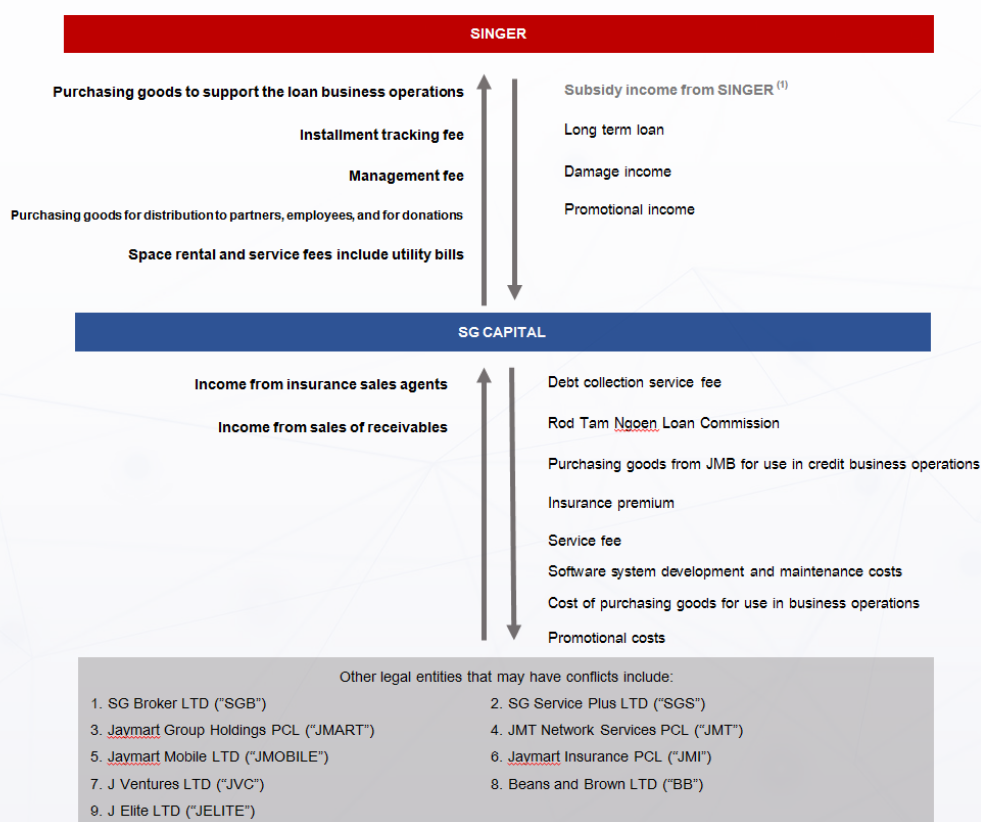 SINGER
Purchasing goods to support the loan business operations
Installment tracking fee
Management fee
Purchasing goods for distribution to partners, employees, and for donations
Space rental and service fees include utility bills
Subsidy income from SINGER (1)
Long term loan
Damage income
Promotional income
SG CAPITAL
Income from insurance sales agents
Income from sales of receivables
Debt collection service fee
Rod Tam Ngoen Loan Commission
Purchasing goods from JMB for use in credit business operations
Insurance premium
Service fee
Software system development and maintenance costs
Cost of purchasing goods for use in business operations
Promotional costs
Other legal entities that may have conflicts include:
1. SG Broker LTD ("SGB")
2. SG Service Plus LTD ("SGS")
3. Jaymart Group Holdings PCL ("JMART")
4. JMT Network Services PCL ("JMT")
5. Jaymart Mobile LTD ("JMOBILE")
6. Jaymart Insurance PCL ("JMI")
7. J Ventures LTD ("JVC")
8. Beans and Brown LTD ("BB")
9. J Elite LTD ("JELITE")